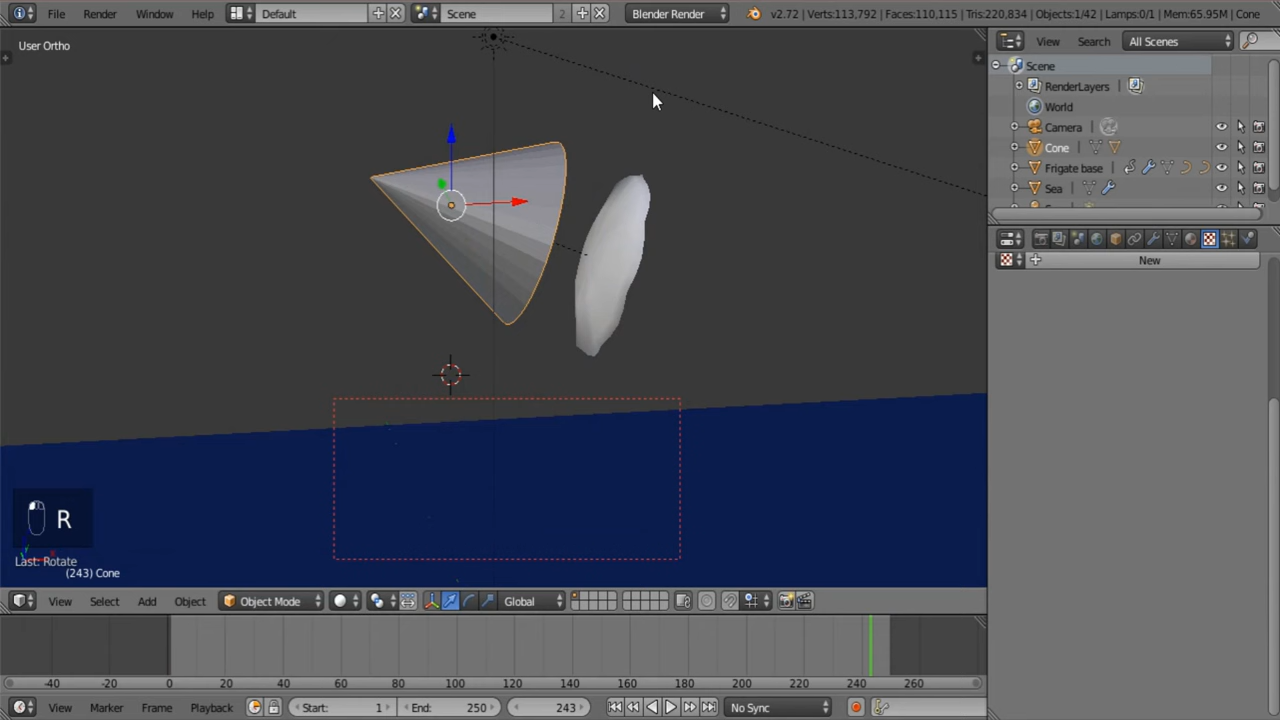 File Render Window Help Default Scene 2 Blender Render v2.72 | Verts:113,792 | Faces:110,115 | Tris:220,834 | Objects:1/42 | Lamps:0/1 | Mem:65.95M | Cone
User Ortho
View Search All Scenes
Scene
RenderLayers
World
Camera
Cone
Frigate base
Sea
New
R
Last: Rotate
(243) Cone
View Select Add Object Object Mode Global
-40 -20 0 20 40 60 80 100 120 140 160 180 200 220 240 260
View Marker Frame Playback Start: 1 End: 250 243 No Sync